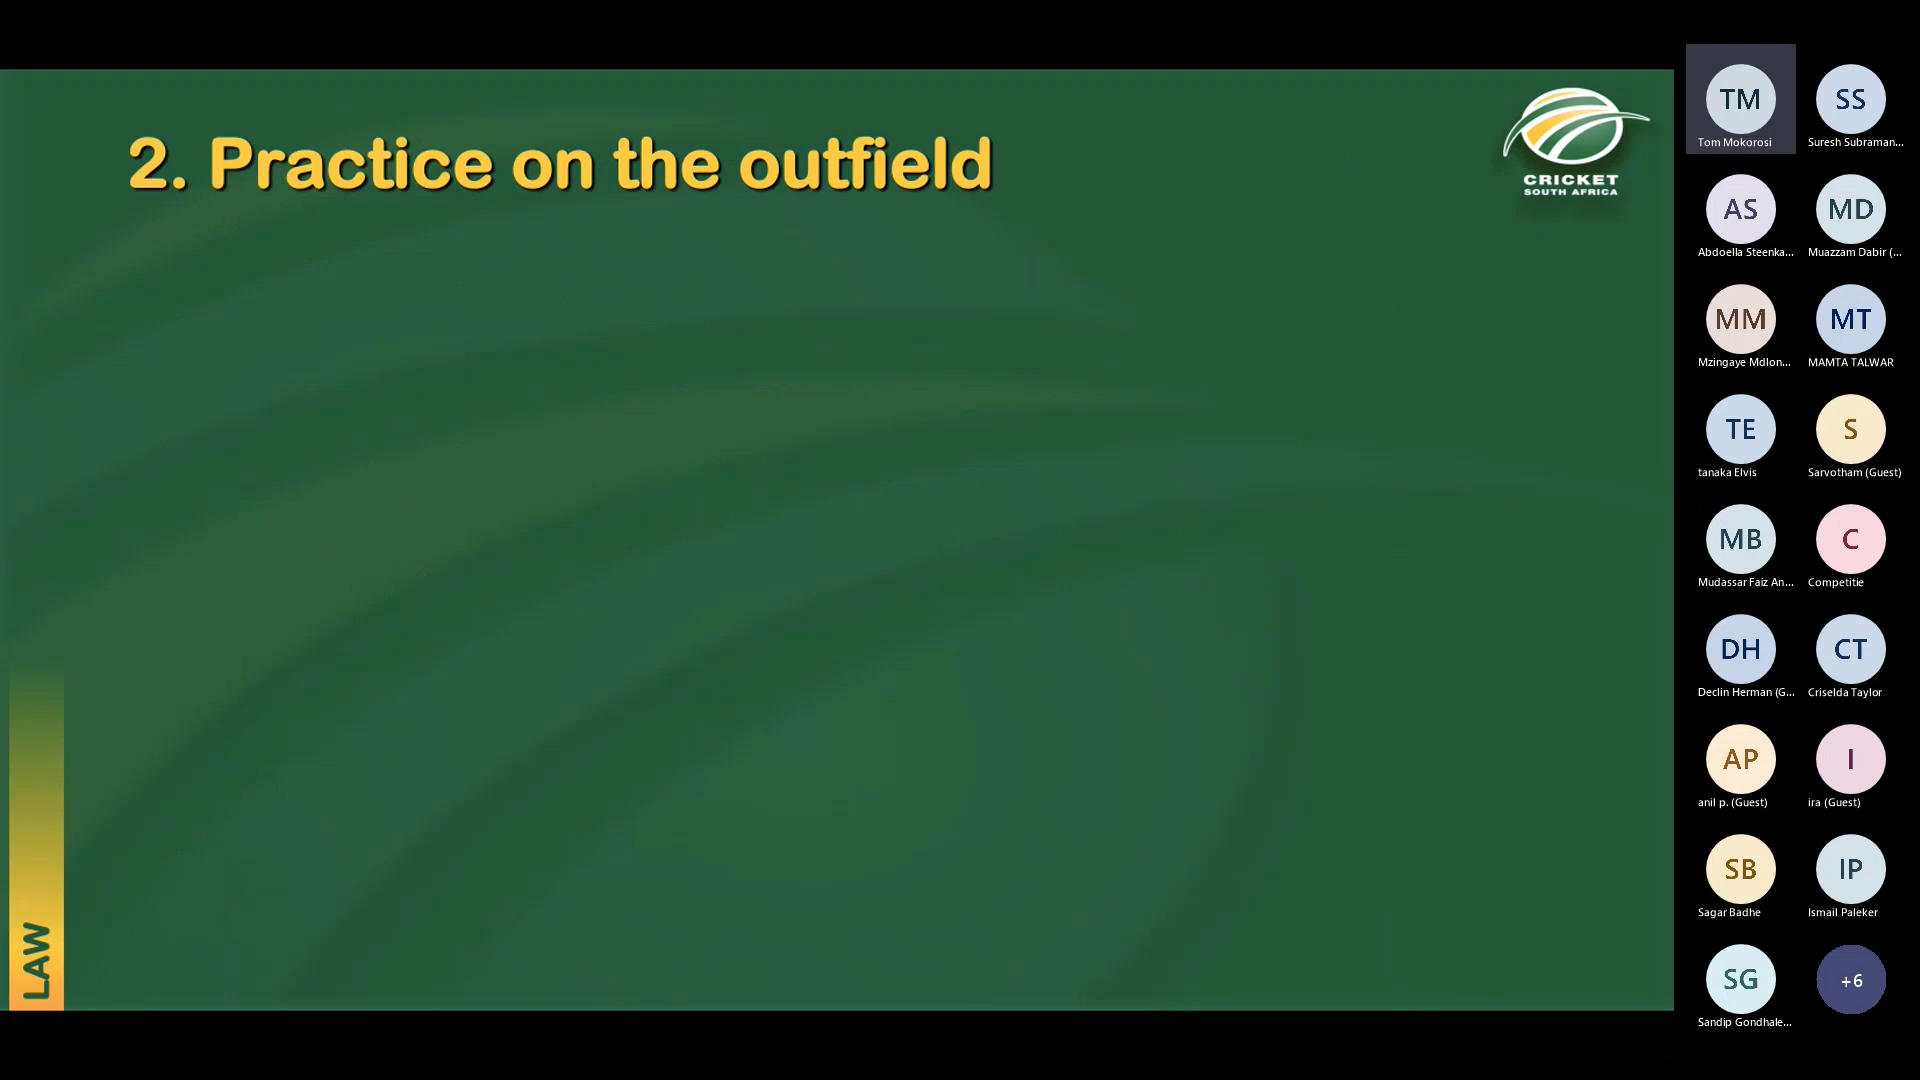 2. Practice on the outfield
CRICKET
SOUTH AFRICA
LAW
TM
Tom Mokorosi
SS
Suresh Subraman...
AS
Abdoella Steenka...
MD
Muazzam Dabir (...
MM
Mzingaye Mdlon...
MT
MAMTA TALWAR
TE
tanaka Elvis
S
Sarvotham (Guest)
MB
Mudassar Faiz An...
C
Competitie
DH
Declin Herman (G...
CT
Criselda Taylor
AP
anil p. (Guest)
I
ira (Guest)
SB
Sagar Badhe
IP
Ismail Paleker
SG
Sandip Gondhale...
+6